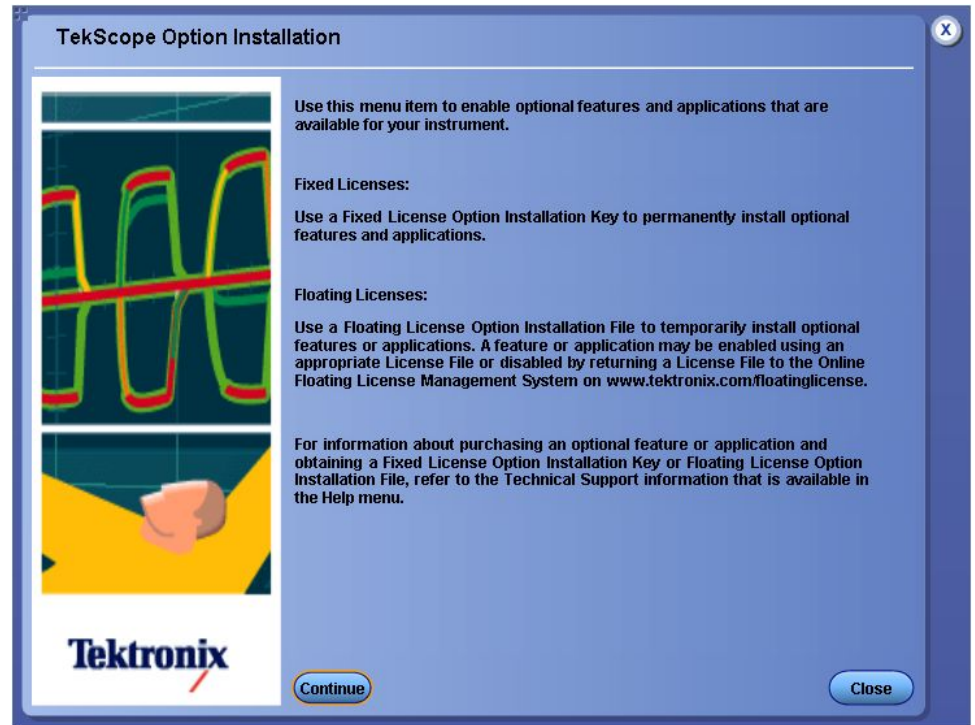 TekScope Option Installation
X
Use this menu item to enable optional features and applications that are
available for your instrument.
Fixed Licenses:
Use a Fixed License Option Installation Key to permanently install optional
features and applications.
Floating Licenses:
Use a Floating License Option Installation File to temporarily install optional
features or applications. A feature or application may be enabled using an
appropriate License File or disabled by returning a License File to the Online
Floating License Management System on www.tektronix.com/floatinglicense.
For information about purchasing an optional feature or application and
obtaining a Fixed License Option Installation Key or Floating License Option
Installation File, refer to the Technical Support information that is available in
the Help menu.
Tektronix
Continue
Close